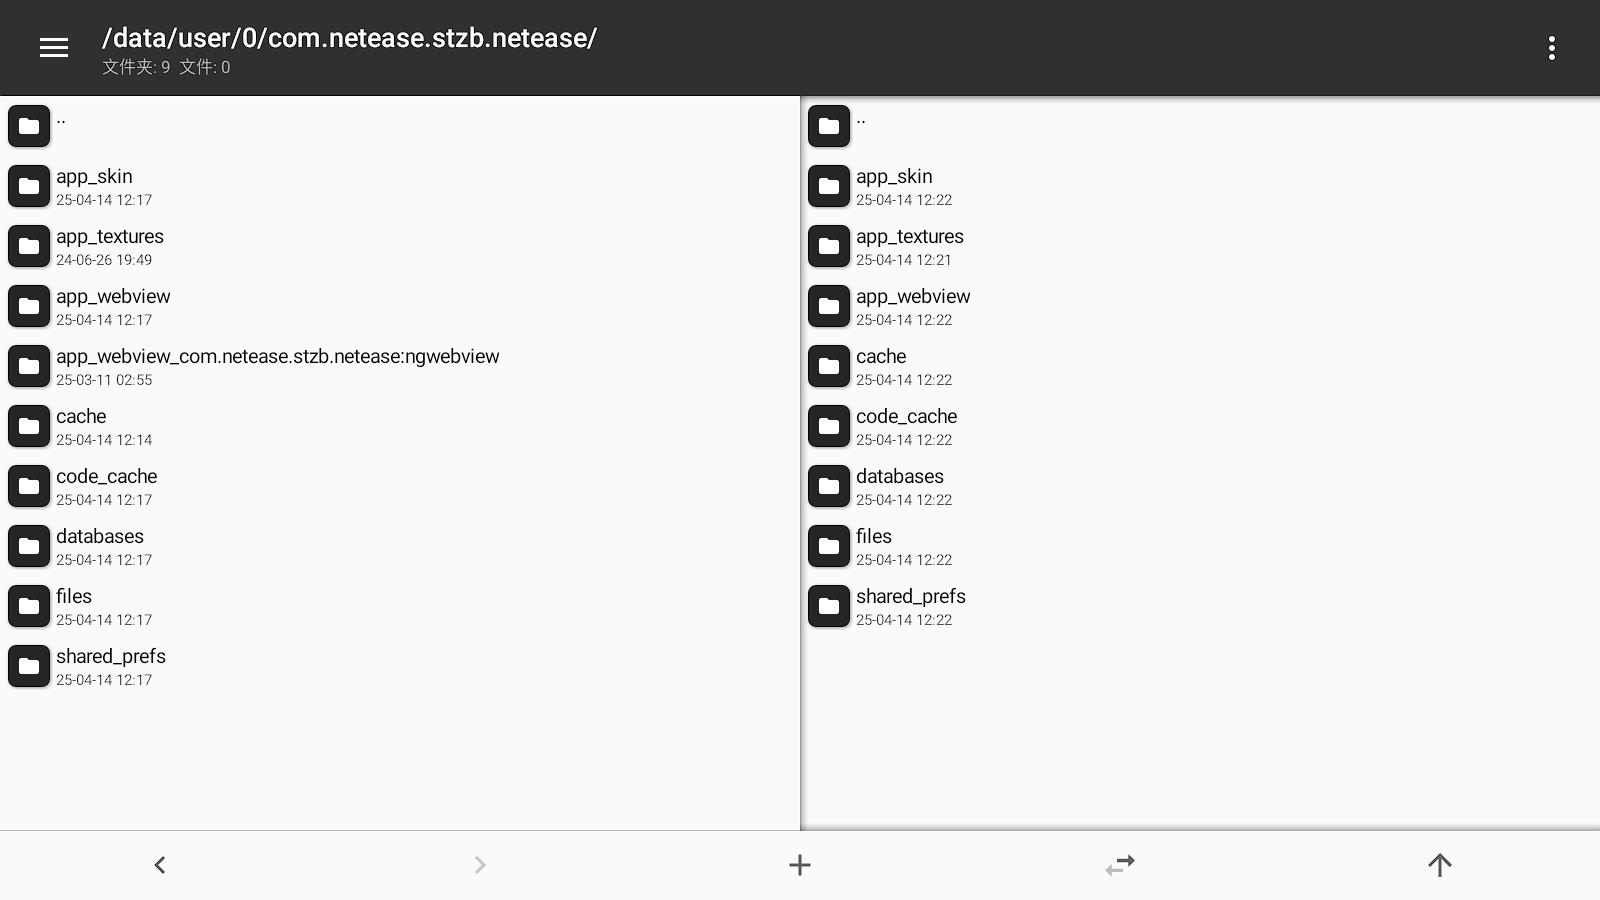 /data/user/0/com.netease.stzb.netease/
文件夹: 9 文件: 0
..
app_skin
25-04-14 12:17
app_textures
24-06-26 19:49
app_webview
25-04-14 12:17
app_webview_com.netease.stzb.netease:ngwebview
25-03-11 02:55
cache
25-04-14 12:14
code_cache
25-04-14 12:17
databases
25-04-14 12:17
files
25-04-14 12:17
shared_prefs
25-04-14 12:17
..
app_skin
25-04-14 12:22
app_textures
25-04-14 12:21
app_webview
25-04-14 12:22
cache
25-04-14 12:22
code_cache
25-04-14 12:22
databases
25-04-14 12:22
files
25-04-14 12:22
shared_prefs
25-04-14 12:22